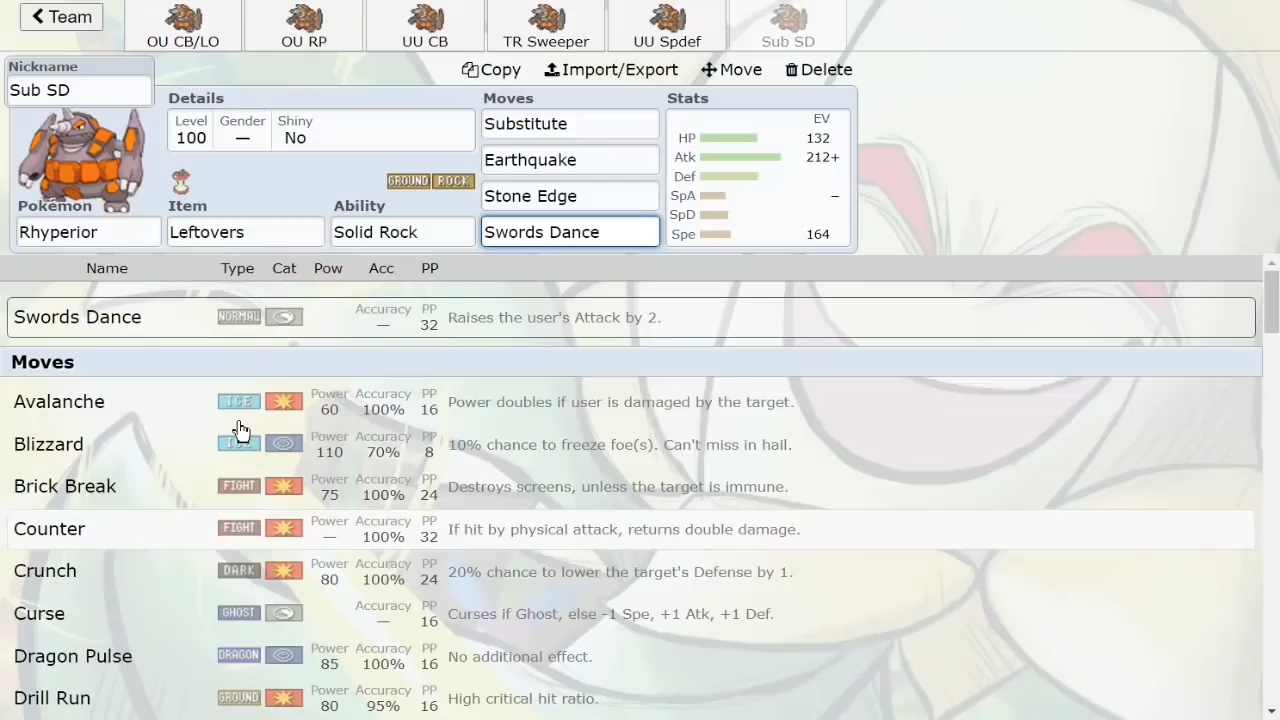 Team
OU CB/LO
OU RP
UU CB
TR Sweeper
UU Spdef
Sub SD
Nickname
Sub SD
Copy
Import/Export
Move
Delete
Details
Level
100
Gender
—
Shiny
No
GROUND ROCK
Pokémon
Rhyperior
Item
Leftovers
Ability
Solid Rock
Moves
Substitute
Earthquake
Stone Edge
Swords Dance
Stats
EV
HP 132
Atk 212+
Def
SpA –
SpD
Spe 164
Name Type Cat Pow Acc PP
Swords Dance NORMAL Accuracy — PP 32 Raises the user's Attack by 2.
Moves
Avalanche ICE Power 60 Accuracy 100% PP 16 Power doubles if user is damaged by the target.
Blizzard ICE Power 110 Accuracy 70% PP 8 10% chance to freeze foe(s). Can't miss in hail.
Brick Break FIGHT Power 75 Accuracy 100% PP 24 Destroys screens, unless the target is immune.
Counter FIGHT Power — Accuracy 100% PP 32 If hit by physical attack, returns double damage.
Crunch DARK Power 80 Accuracy 100% PP 24 20% chance to lower the target's Defense by 1.
Curse GHOST Accuracy — PP 16 Curses if Ghost, else -1 Spe, +1 Atk, +1 Def.
Dragon Pulse DRAGON Power 85 Accuracy 100% PP 16 No additional effect.
Drill Run GROUND Power 80 Accuracy 95% PP 16 High critical hit ratio.